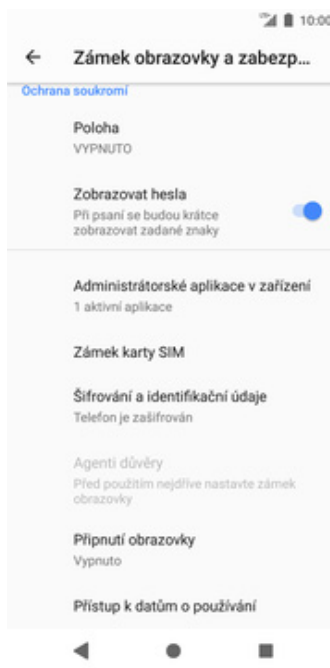 10:00
Zámek obrazovky a zabezp...
Ochrana soukromí
Poloha
VYPNUTO
Zobrazovat hesla
Při psaní se budou krátce
zobrazovat zadané znaky
Administrátorské aplikace v zařízení
1 aktivní aplikace
Zámek karty SIM
Šifrování a identifikační údaje
Telefon je zašifrován
Agenti důvěry
Před použitím nejdříve nastavte zámek
obrazovky
Připnutí obrazovky
Vypnuto
Přístup k datům o používání